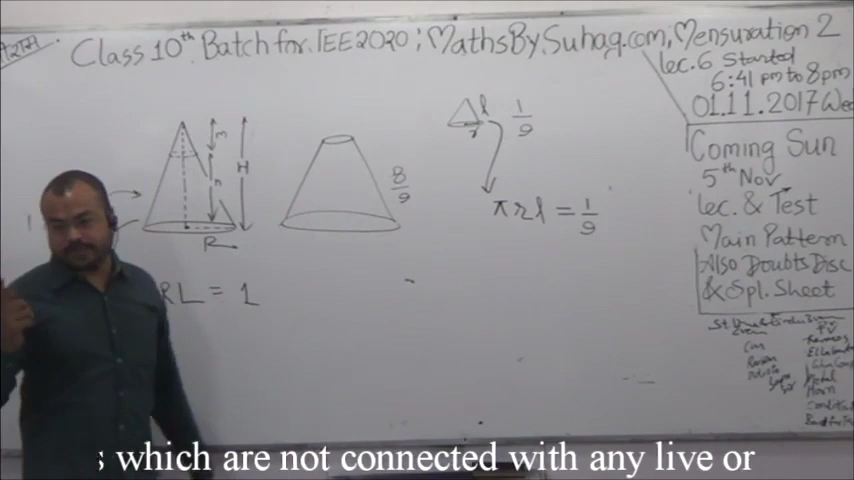 Class 10th Batch for IEE2020; MathsBySuhag.com; Mensuration 2
Lec. 6 Started
6:41 pm to 8pm
01.11.2017 Wed
Coming Sun
5th Nov
Lec. & Test
Main Pattern
Also Doubts Disc
& Spl. Sheet
m
n
H
R
8/9
l
r
1/9
πrl = 1/9
RL = 1
which are not connected with any live or